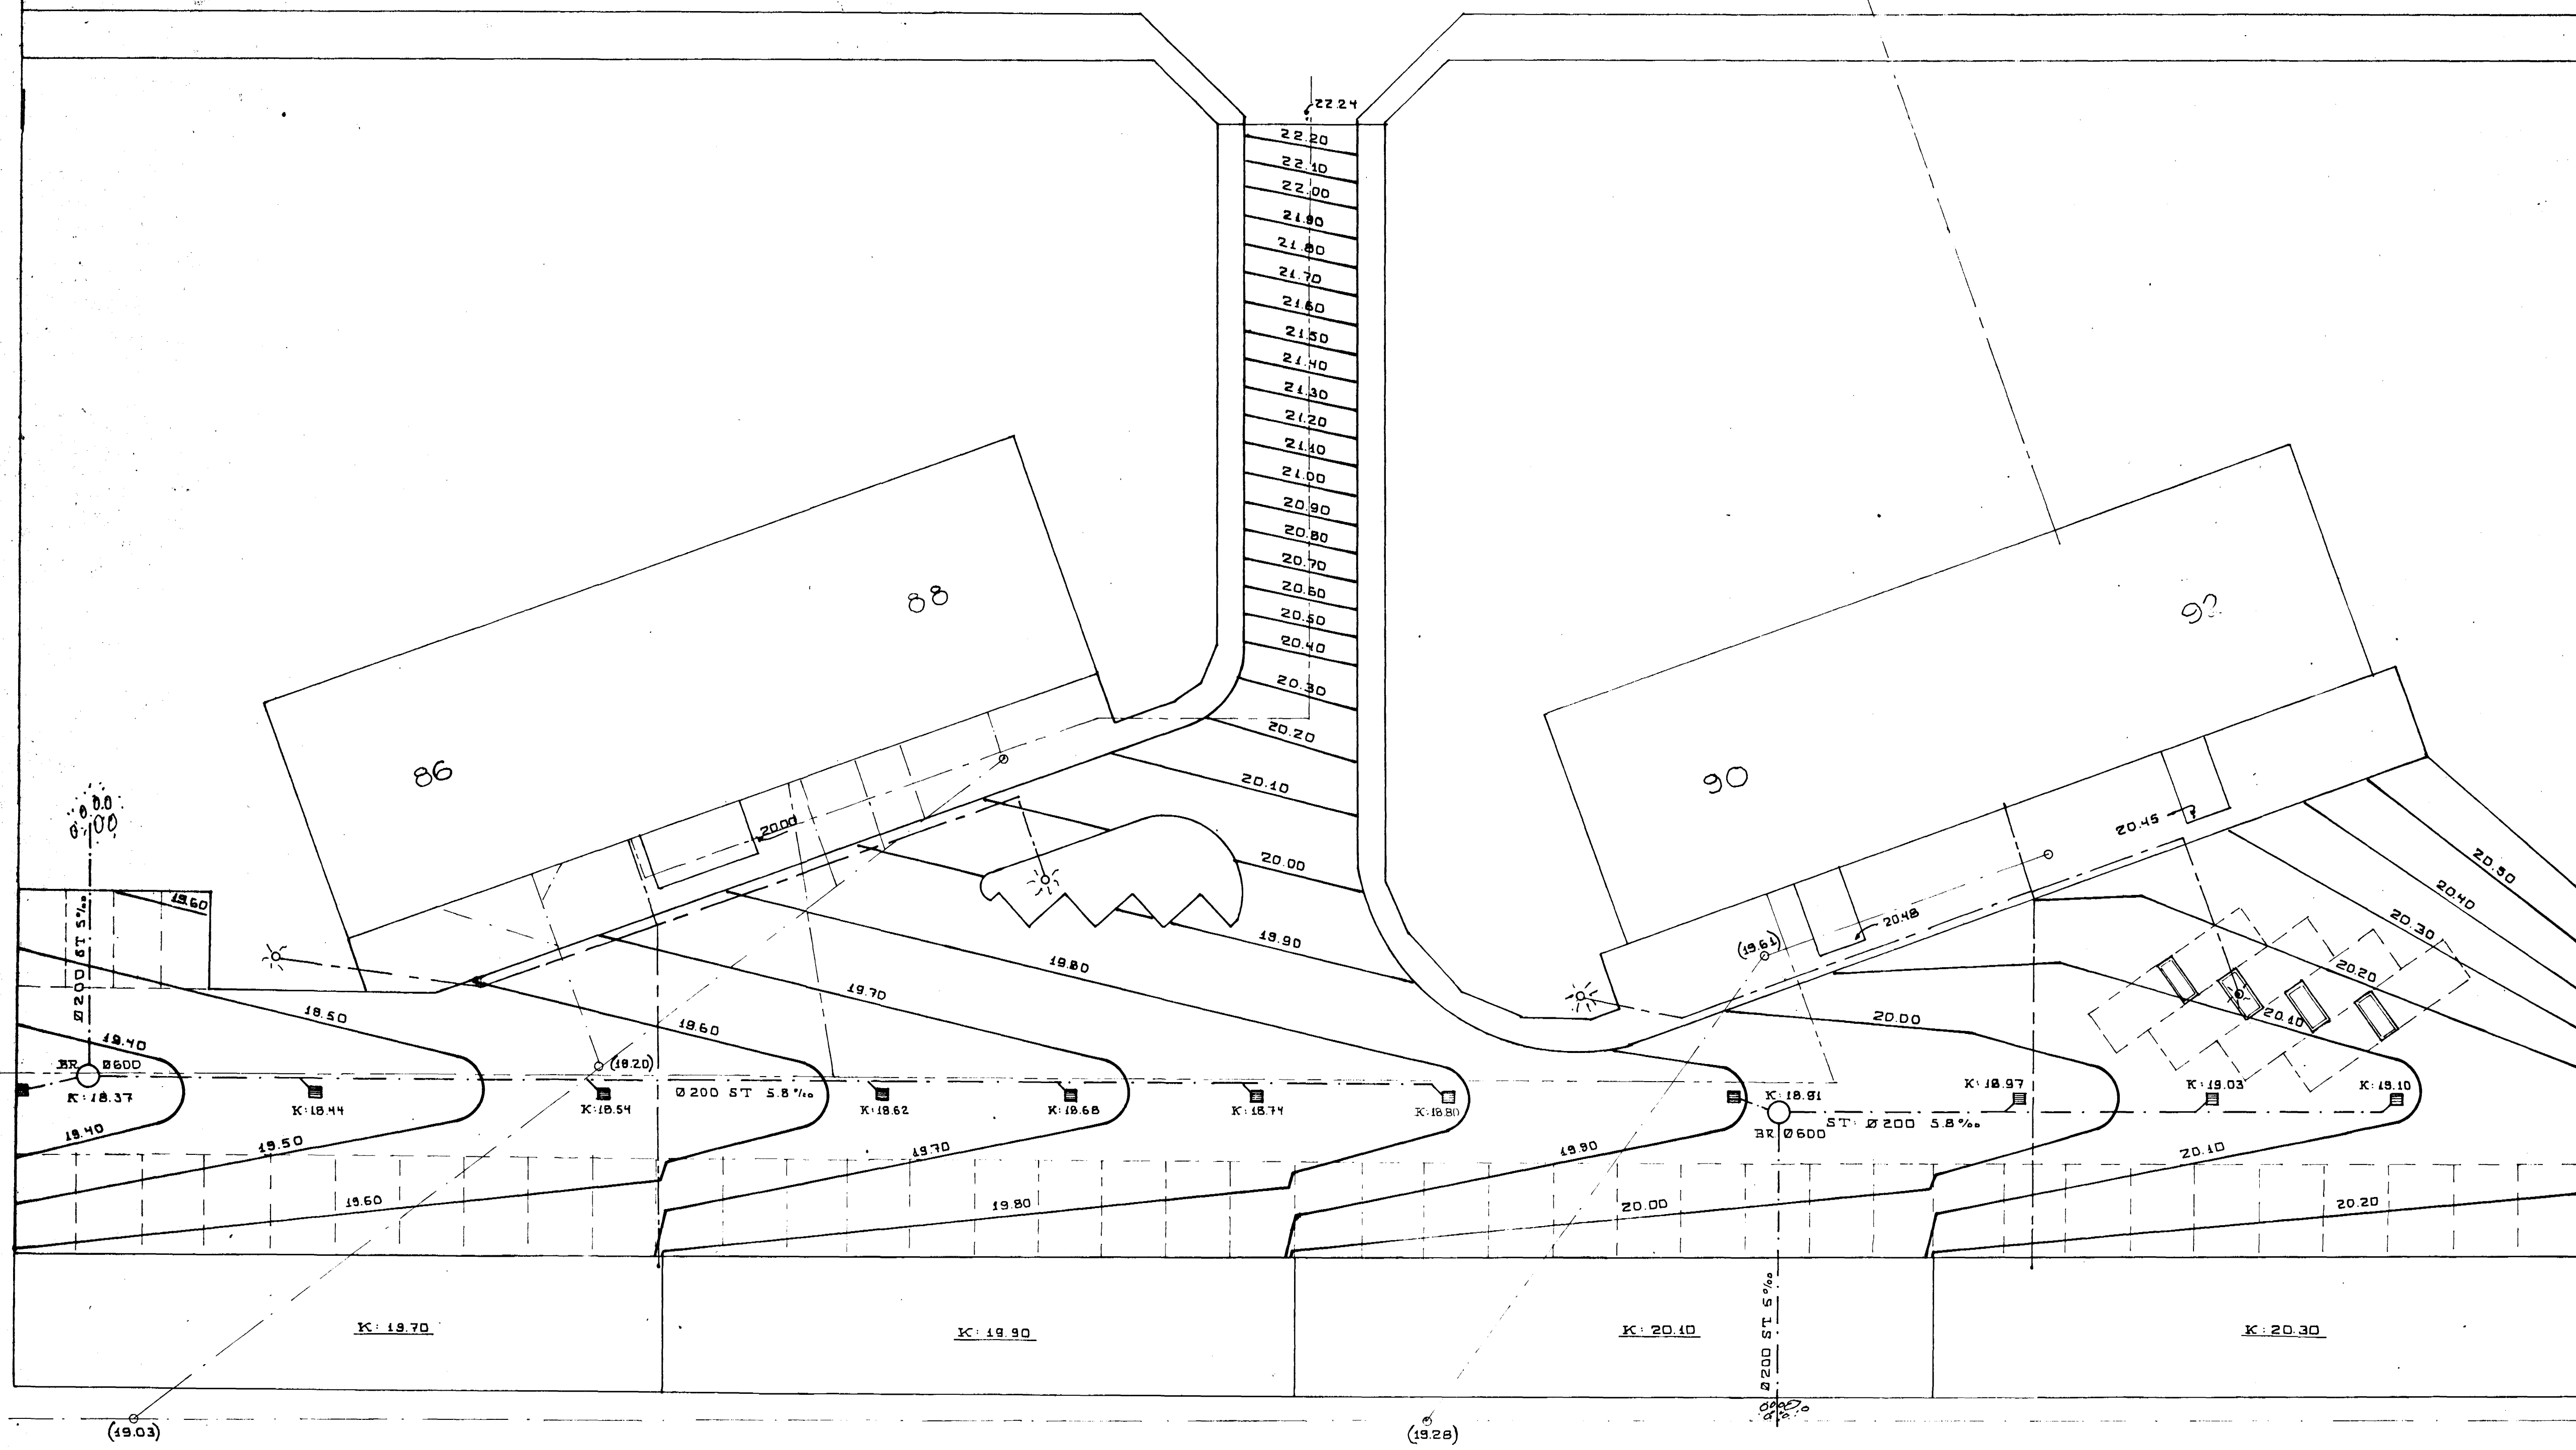 22.24
22.20
22.10
22.00
21.90
21.80
21.70
21.60
21.50
21.40
21.30
21.20
21.10
21.00
20.90
20.80
20.70
20.60
20.50
20.40
20.30
20.20
20.10
20.00
19.90
19.80
19.70
19.60
88
86
20.00
92
90
20.45
20.48
(19.61)
20.50
20.40
20.30
20.20
20.10
20.00
19.60
Ø200 ST 5‰
19.50
19.40
BR Ø600
K:18.37
K:18.44
K:18.54
(18.20)
Ø200 ST 5.8‰
K:18.62
K:18.68
K:18.74
K:18.80
K:18.91
BR Ø600
ST: Ø200 5.8‰
K:18.97
K:19.03
K:19.10
19.40
19.50
19.60
19.70
19.80
19.90
20.00
20.10
20.20
Ø200 ST 5‰
K: 19.70
K: 19.90
K: 20.10
K: 20.30
(19.03)
(19.28)